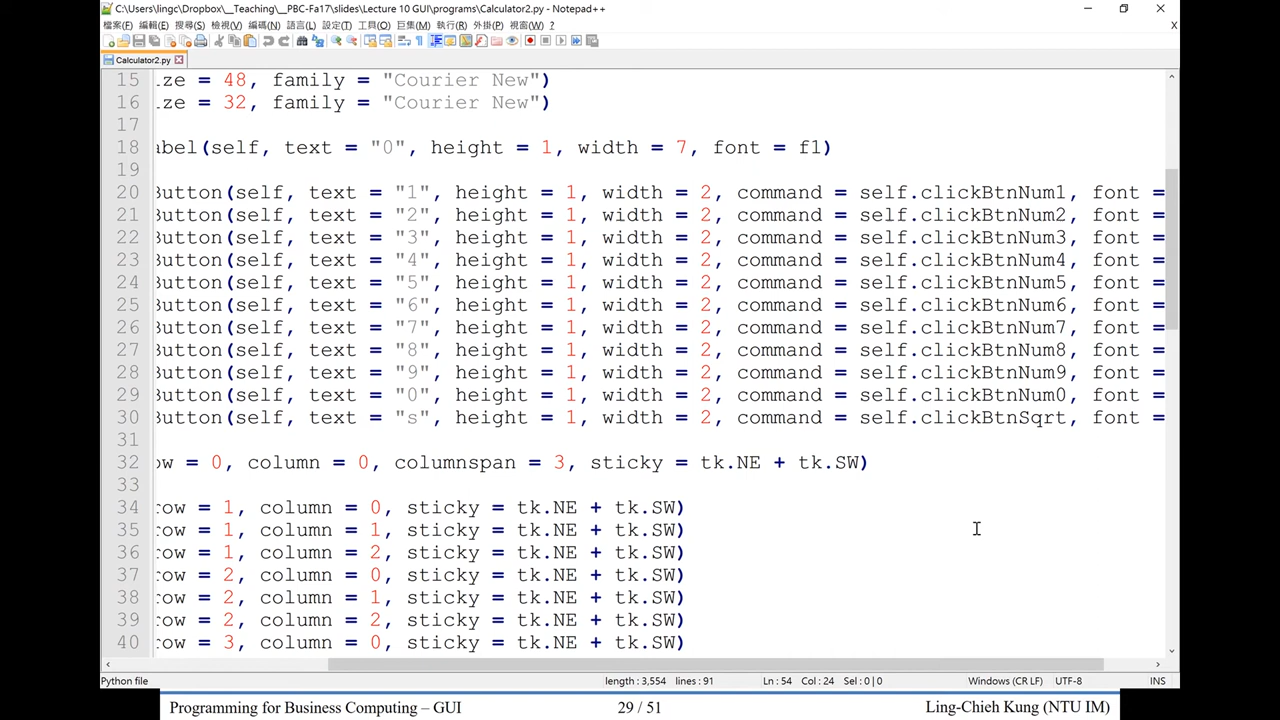 C:\Users\lingc\Dropbox\__Teaching\__PBC-Fa17\slides\Lecture 10 GUI\programs\Calculator2.py - Notepad++
檔案(F) 編輯(E) 搜尋(S) 檢視(V) 編碼(N) 語言(L) 設定(T) 工具(O) 巨集(M) 執行(R) 外掛(P) 視窗(W) ? X
Calculator2.py
15 ize = 48, family = "Courier New")
16 ize = 32, family = "Courier New")
17
18 abel(self, text = "0", height = 1, width = 7, font = f1)
19
20 Button(self, text = "1", height = 1, width = 2, command = self.clickBtnNum1, font =
21 Button(self, text = "2", height = 1, width = 2, command = self.clickBtnNum2, font =
22 Button(self, text = "3", height = 1, width = 2, command = self.clickBtnNum3, font =
23 Button(self, text = "4", height = 1, width = 2, command = self.clickBtnNum4, font =
24 Button(self, text = "5", height = 1, width = 2, command = self.clickBtnNum5, font =
25 Button(self, text = "6", height = 1, width = 2, command = self.clickBtnNum6, font =
26 Button(self, text = "7", height = 1, width = 2, command = self.clickBtnNum7, font =
27 Button(self, text = "8", height = 1, width = 2, command = self.clickBtnNum8, font =
28 Button(self, text = "9", height = 1, width = 2, command = self.clickBtnNum9, font =
29 Button(self, text = "0", height = 1, width = 2, command = self.clickBtnNum0, font =
30 Button(self, text = "s", height = 1, width = 2, command = self.clickBtnSqrt, font =
31
32 ow = 0, column = 0, columnspan = 3, sticky = tk.NE + tk.SW)
33
34 row = 1, column = 0, sticky = tk.NE + tk.SW)
35 row = 1, column = 1, sticky = tk.NE + tk.SW)
36 row = 1, column = 2, sticky = tk.NE + tk.SW)
37 row = 2, column = 0, sticky = tk.NE + tk.SW)
38 row = 2, column = 1, sticky = tk.NE + tk.SW)
39 row = 2, column = 2, sticky = tk.NE + tk.SW)
40 row = 3, column = 0, sticky = tk.NE + tk.SW)
Python file length : 3,554 lines : 91 Ln : 54 Col : 24 Sel : 0 | 0 Windows (CR LF) UTF-8 INS
Programming for Business Computing – GUI 29 / 51 Ling-Chieh Kung (NTU IM)